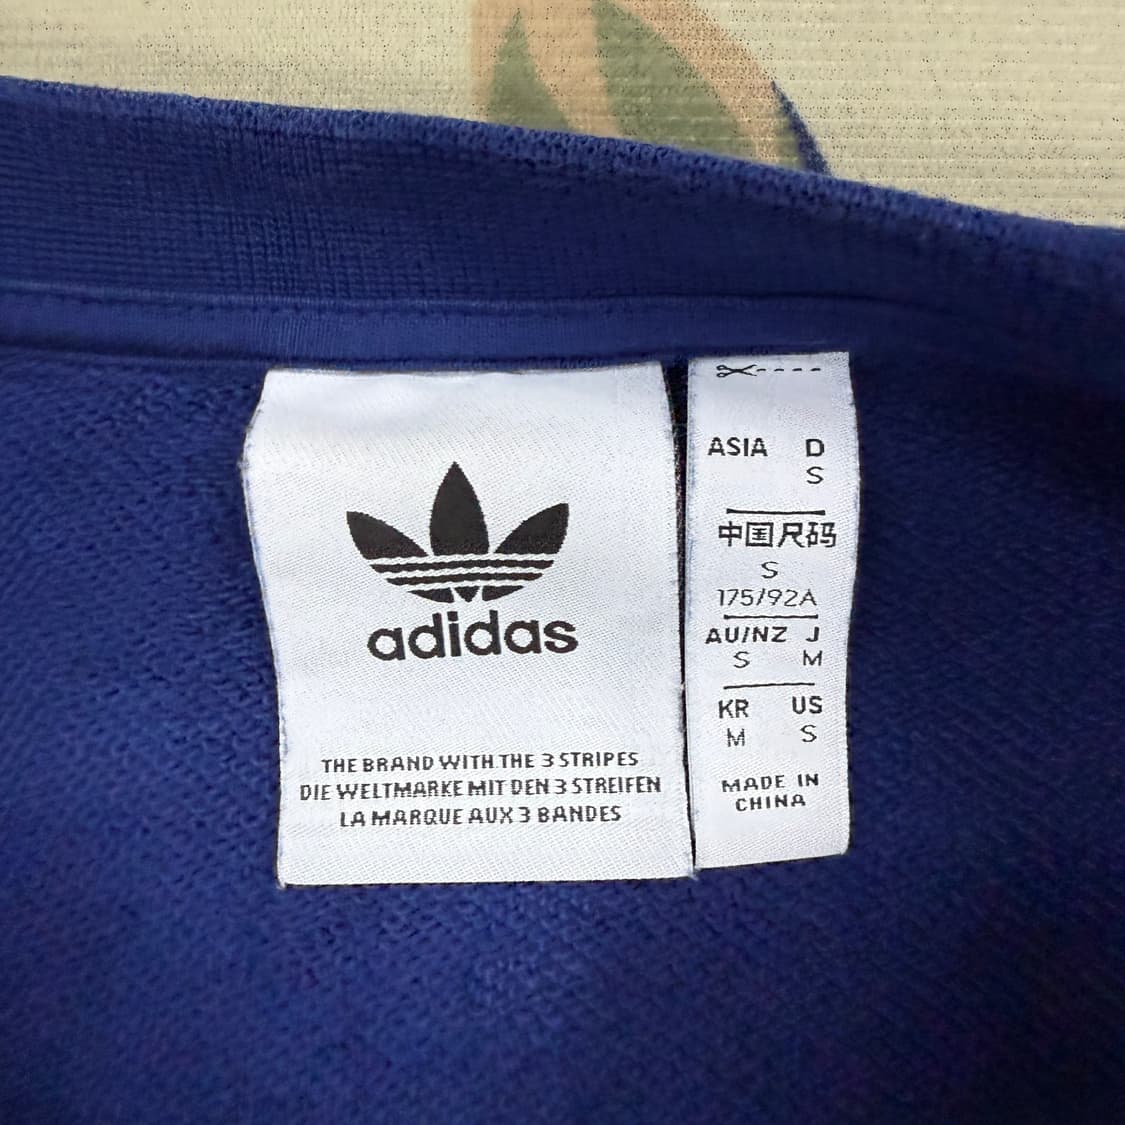 adidas
THE BRAND WITH THE 3 STRIPES
DIE WELTMARKE MIT DEN 3 STREIFEN
LA MARQUE AUX 3 BANDES
ASIA D
S
中国尺码
S
175/92A
AU/NZ J
S M
KR US
M S
MADE IN
CHINA